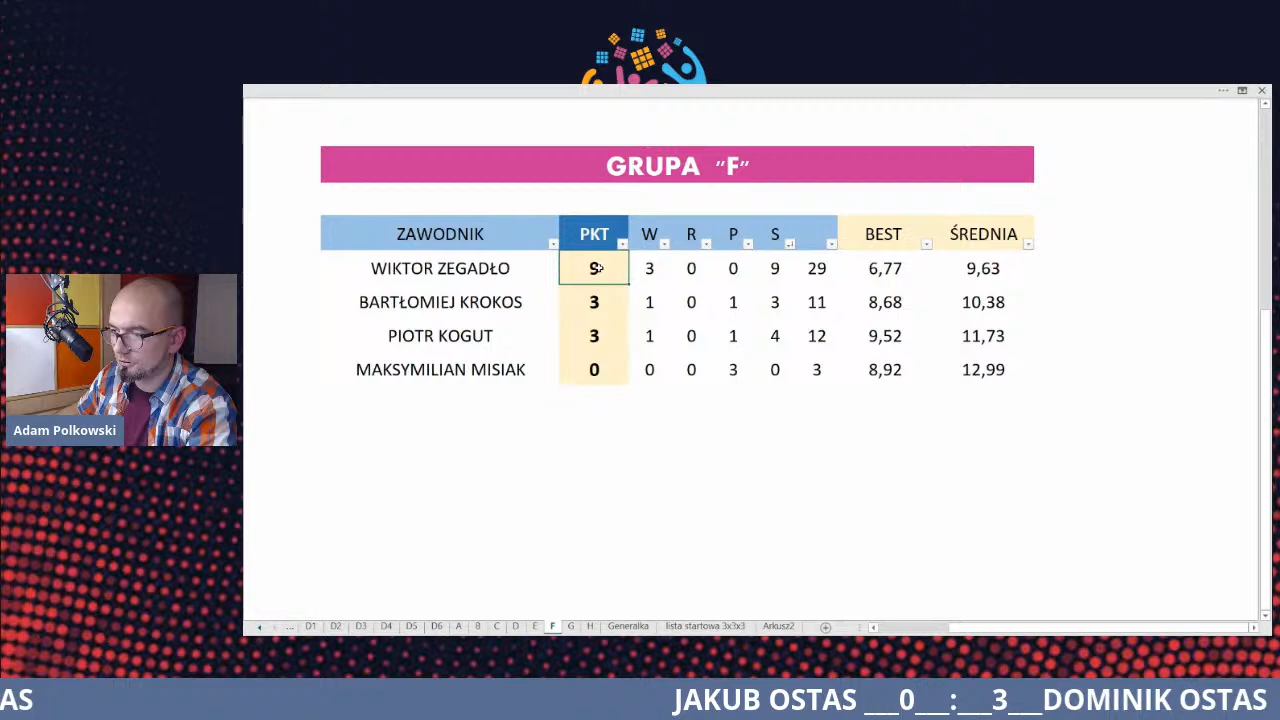 GRUPA "F"
ZAWODNIK PKT W R P S BEST ŚREDNIA
WIKTOR ZEGADŁO 9 3 0 0 9 29 6,77 9,63
BARTŁOMIEJ KROKOS 3 1 0 1 3 11 8,68 10,38
PIOTR KOGUT 3 1 0 1 4 12 9,52 11,73
MAKSYMILIAN MISIAK 0 0 0 3 0 3 8,92 12,99
Adam Polkowski
... D1 D2 D3 D4 D5 D6 A B C D E F G H Generalka lista startowa 3x3x3 Arkusz2
AS JAKUB OSTAS __0__:__3__DOMINIK OSTAS